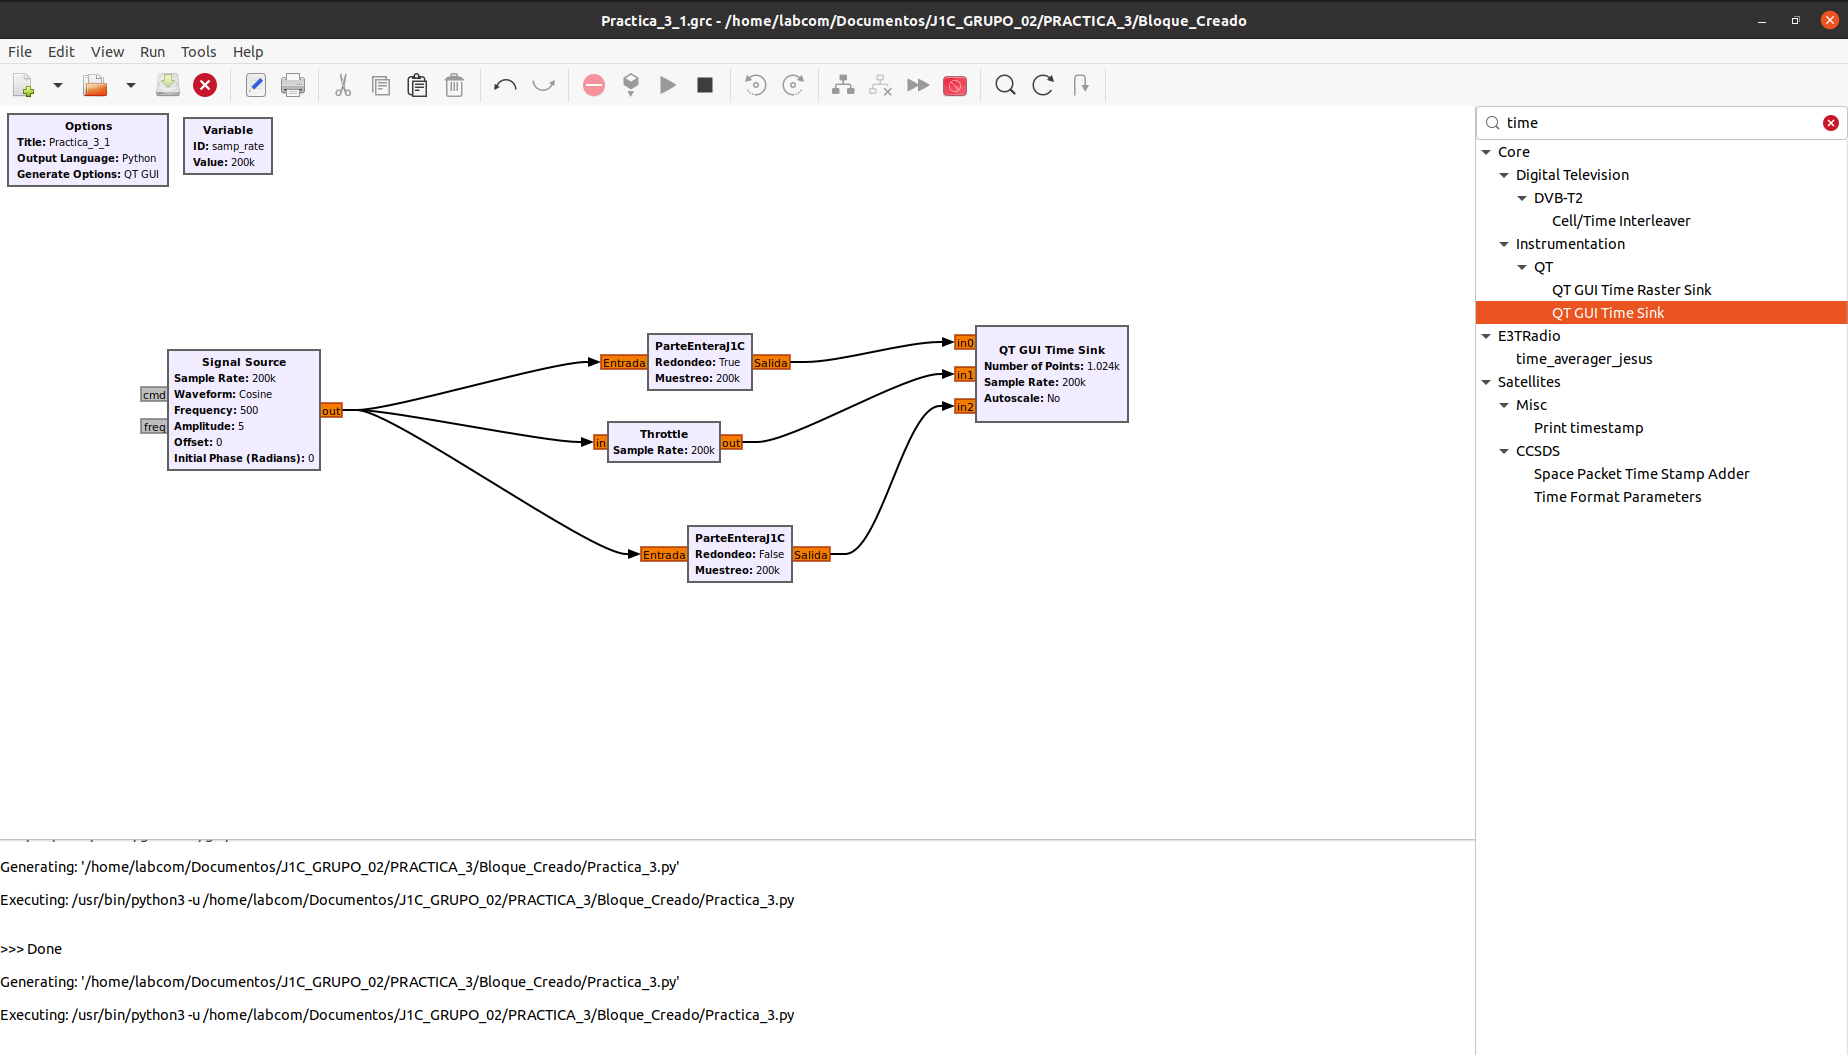 Practica_3_1.grc - /home/labcom/Documentos/J1C_GRUPO_02/PRACTICA_3/Bloque_Creado
File Edit View Run Tools Help
Options
Title: Practica_3_1
Output Language: Python
Generate Options: QT GUI
Variable
ID: samp_rate
Value: 200k
Signal Source
Sample Rate: 200k
Waveform: Cosine
Frequency: 500
Amplitude: 5
Offset: 0
Initial Phase (Radians): 0
cmd
freq
out
Entrada
ParteEnteraJ1C
Redondeo: True
Muestreo: 200k
Salida
in
Throttle
Sample Rate: 200k
out
Entrada
ParteEnteraJ1C
Redondeo: False
Muestreo: 200k
Salida
in0
in1
in2
QT GUI Time Sink
Number of Points: 1.024k
Sample Rate: 200k
Autoscale: No
time
Core
Digital Television
DVB-T2
Cell/Time Interleaver
Instrumentation
QT
QT GUI Time Raster Sink
QT GUI Time Sink
E3TRadio
time_averager_jesus
Satellites
Misc
Print timestamp
CCSDS
Space Packet Time Stamp Adder
Time Format Parameters
Generating: '/home/labcom/Documentos/J1C_GRUPO_02/PRACTICA_3/Bloque_Creado/Practica_3.py'
Executing: /usr/bin/python3 -u /home/labcom/Documentos/J1C_GRUPO_02/PRACTICA_3/Bloque_Creado/Practica_3.py
>>> Done
Generating: '/home/labcom/Documentos/J1C_GRUPO_02/PRACTICA_3/Bloque_Creado/Practica_3.py'
Executing: /usr/bin/python3 -u /home/labcom/Documentos/J1C_GRUPO_02/PRACTICA_3/Bloque_Creado/Practica_3.py